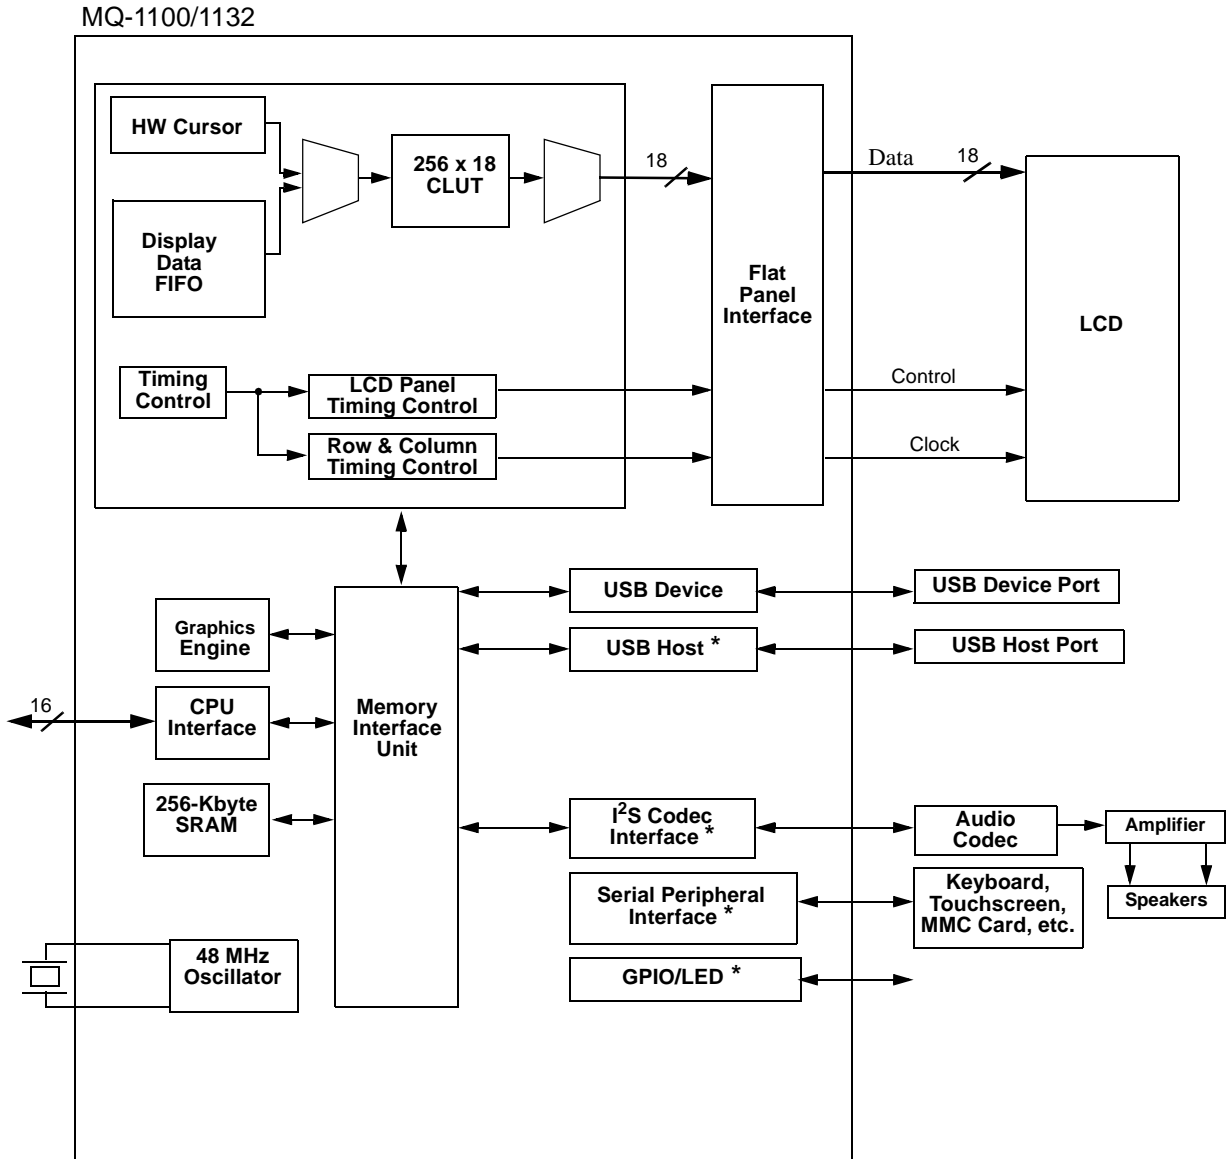 MQ-1100/1132
HW Cursor
256 x 18
CLUT
18
Data
18
Display
Data
FIFO
Flat
Panel
Interface
LCD
Timing
Control
LCD Panel
Timing Control
Control
Row & Column
Timing Control
Clock
USB Device
USB Device Port
Graphics
Engine
USB Host *
USB Host Port
16
CPU
Interface
Memory
Interface
Unit
256-Kbyte
SRAM
I²S Codec
Interface *
Audio
Codec
Amplifier
Serial Peripheral
Interface *
Keyboard,
Touchscreen,
MMC Card, etc.
Speakers
48 MHz
Oscillator
GPIO/LED *